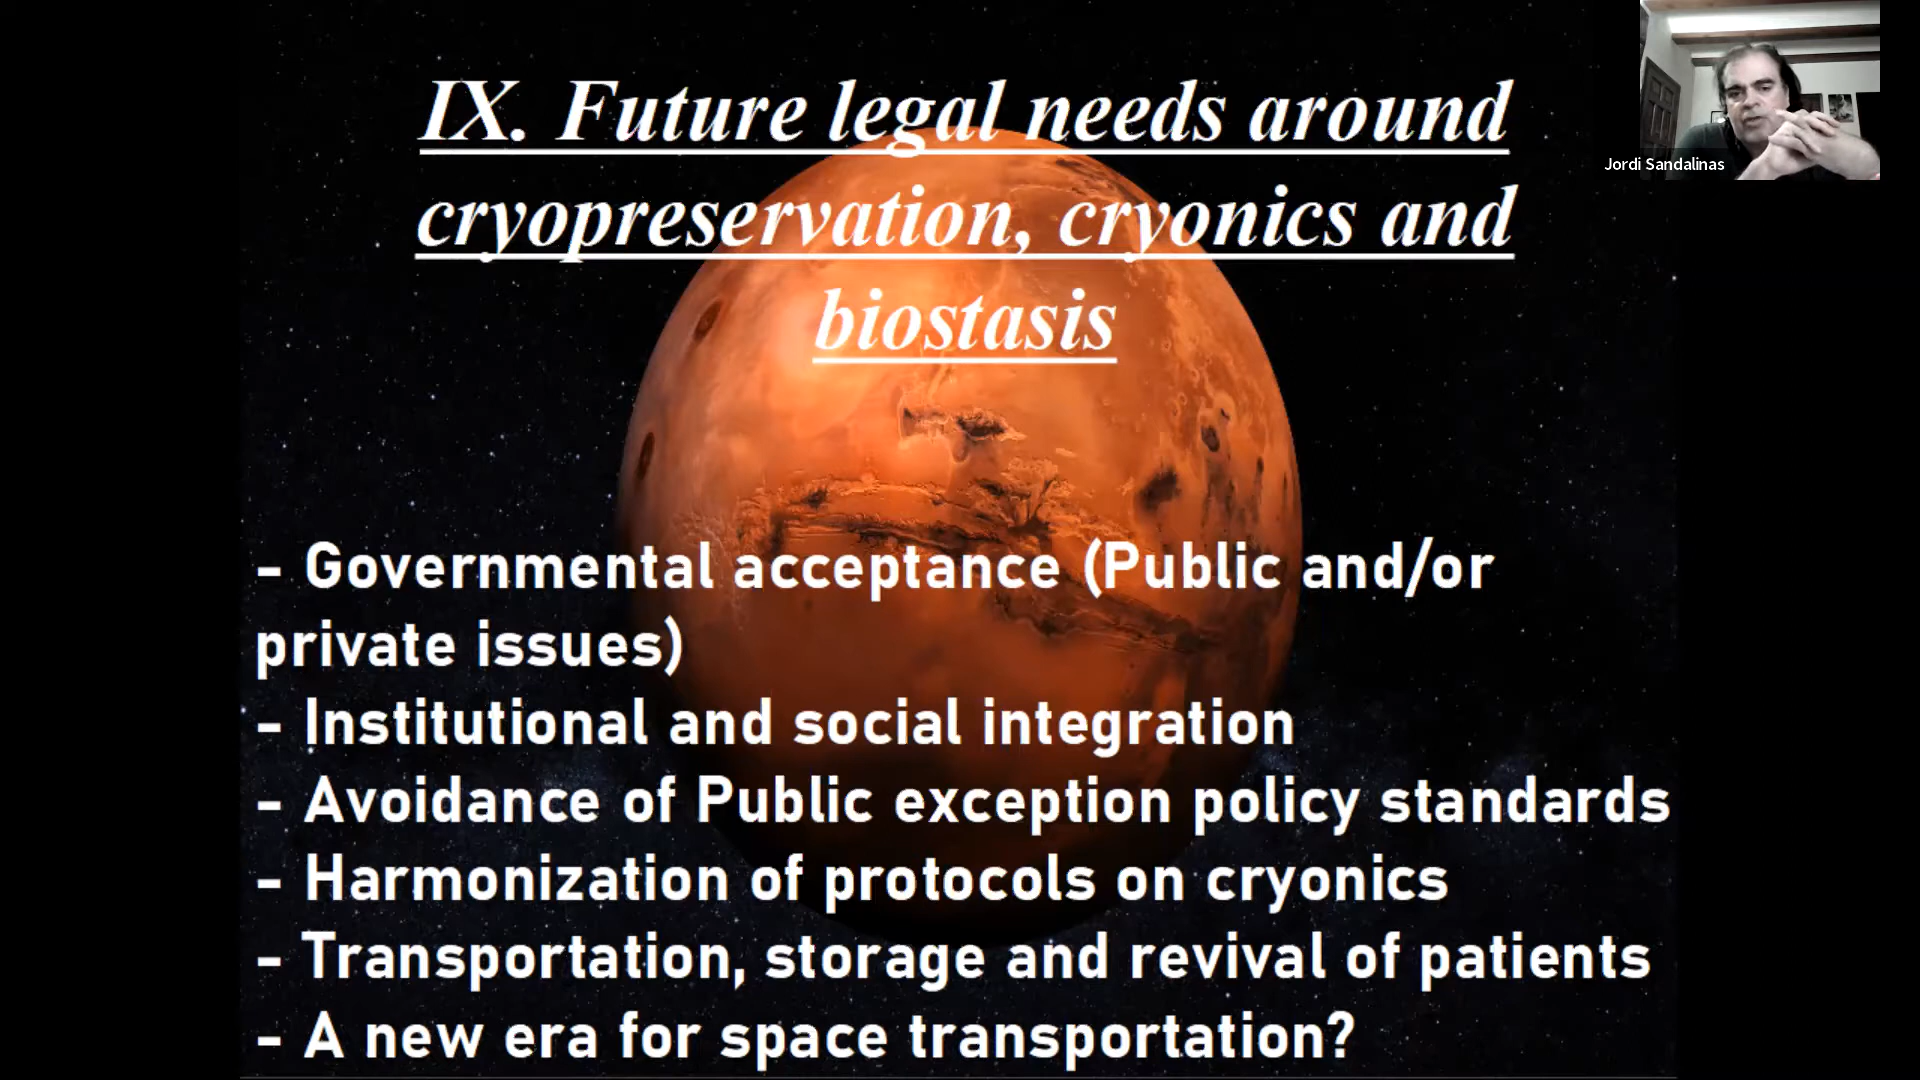 IX. Future legal needs around
cryopreservation, cryonics and
biostasis
Jordi Sandalinas
- Governmental acceptance (Public and/or
private issues)
- Institutional and social integration
- Avoidance of Public exception policy standards
- Harmonization of protocols on cryonics
- Transportation, storage and revival of patients
- A new era for space transportation?